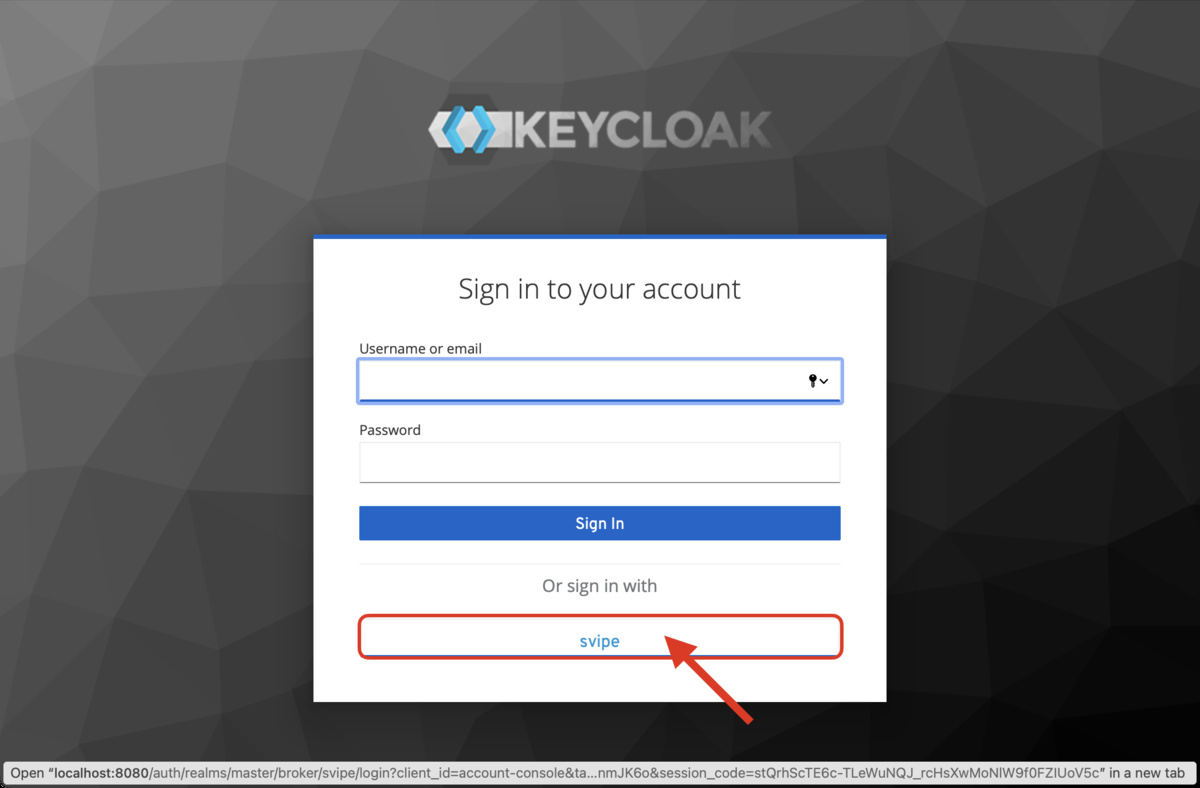 KEYCLOAK
Sign in to your account
Username or email
Password
Sign In
Or sign in with
svipe
Open “localhost:8080/auth/realms/master/broker/svipe/login?client_id=account-console&ta...nmJK6o&session_code=stQrhScTE6c-TLeWuNQJ_rcHsXwMoNlW9f0FZIUoV5c” in a new tab